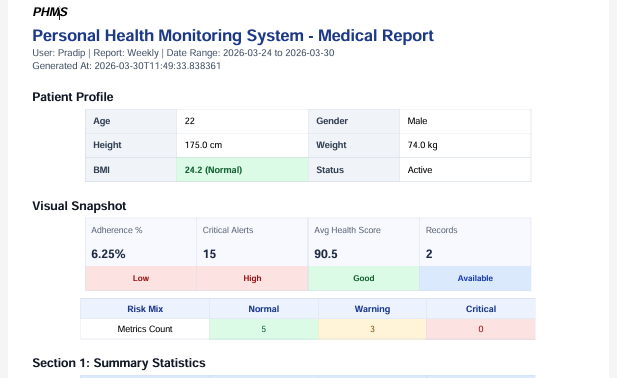 PHMS
Personal Health Monitoring System - Medical Report
User: Pradip | Report: Weekly | Date Range: 2026-03-24 to 2026-03-30
Generated At: 2026-03-30T11:49:33.838361
Patient Profile
Age 22 Gender Male
Height 175.0 cm Weight 74.0 kg
BMI 24.2 (Normal) Status Active
Visual Snapshot
Adherence % Critical Alerts Avg Health Score Records
6.25% 15 90.5 2
Low High Good Available
Risk Mix Normal Warning Critical
Metrics Count 5 3 0
Section 1: Summary Statistics